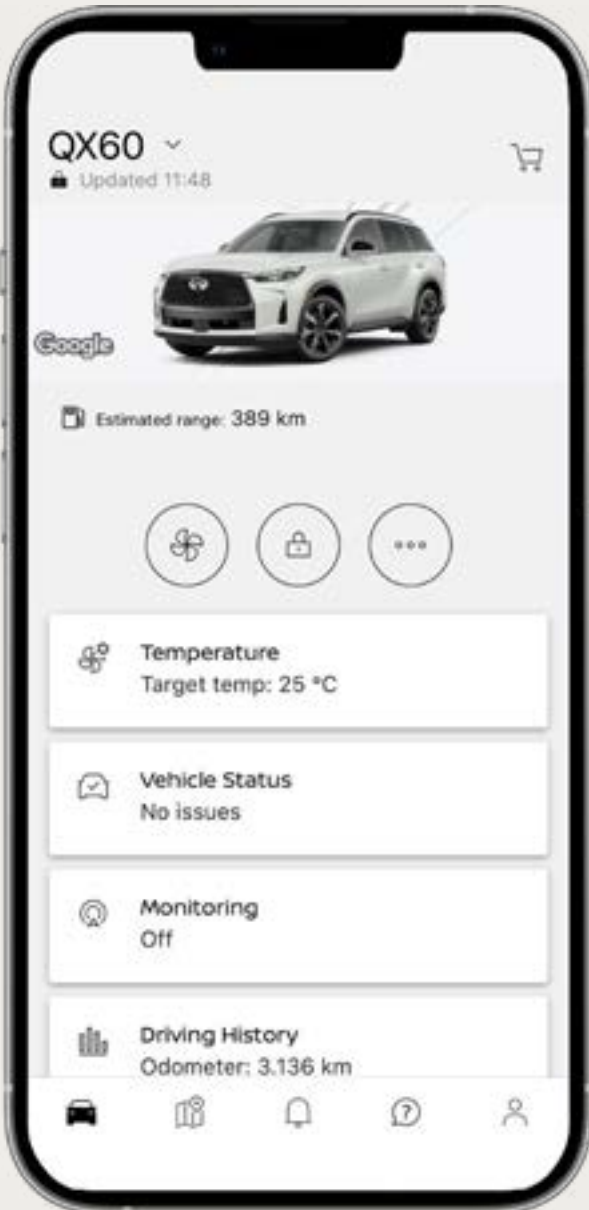 QX60
Updated 11:48
Google
Estimated range: 389 km
Temperature
Target temp: 25 °C
Vehicle Status
No issues
Monitoring
Off
Driving History
Odometer: 3.136 km